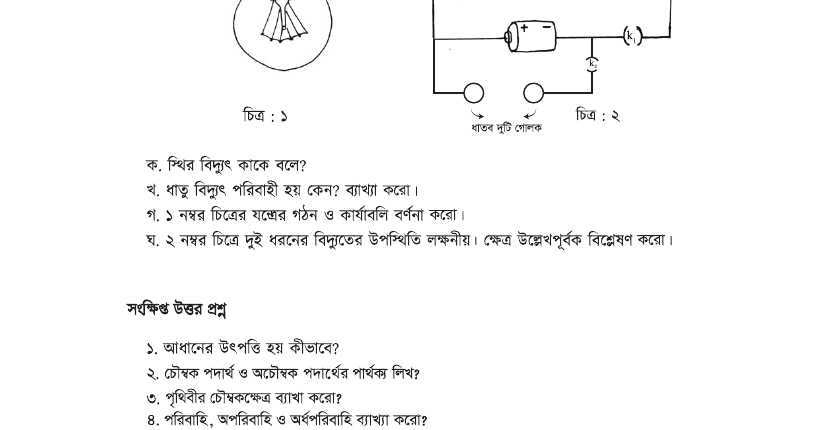 + −
k₁
k₂
চিত্র : ১
চিত্র : ২
ধাতব দুটি গোলক
ক. স্থির বিদ্যুৎ কাকে বলে?
খ. ধাতু বিদ্যুৎ পরিবাহী হয় কেন? ব্যাখ্যা করো।
গ. ১ নম্বর চিত্রের যন্ত্রের গঠন ও কার্যাবলি বর্ণনা করো।
ঘ. ২ নম্বর চিত্রে দুই ধরনের বিদ্যুতের উপস্থিতি লক্ষনীয়। ক্ষেত্র উল্লেখপূর্বক বিশ্লেষণ করো।
সংক্ষিপ্ত উত্তর প্রশ্ন
১. আধানের উৎপত্তি হয় কীভাবে?
২. চৌম্বক পদার্থ ও অচৌম্বক পদার্থের পার্থক্য লিখ?
৩. পৃথিবীর চৌম্বকক্ষেত্র ব্যাখা করো?
৪. পরিবাহি, অপরিবাহি ও অর্ধপরিবাহি ব্যাখ্যা করো?